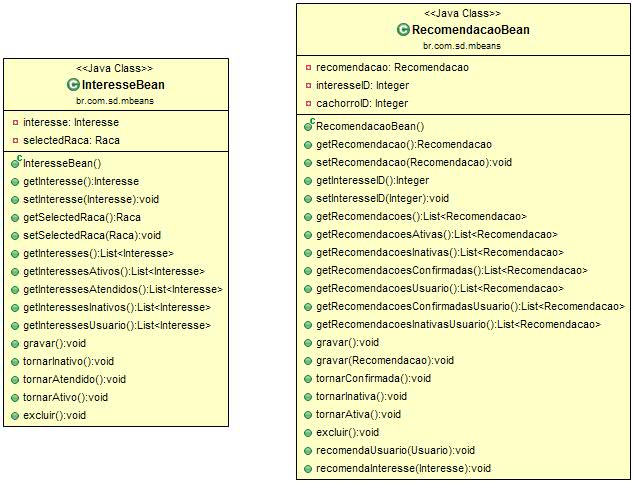 <<Java Class>>
InteresseBean
br.com.sd.mbeans
interesse: Interesse
selectedRaca: Raca
InteresseBean()
getInteresse():Interesse
setInteresse(Interesse):void
getSelectedRaca():Raca
setSelectedRaca(Raca):void
getInteresses():List<Interesse>
getInteressesAtivos():List<Interesse>
getInteressesAtendidos():List<Interesse>
getInteressesInativos():List<Interesse>
getInteressesUsuario():List<Interesse>
gravar():void
tornarInativo():void
tornarAtendido():void
tornarAtivo():void
excluir():void
<<Java Class>>
RecomendacaoBean
br.com.sd.mbeans
recomendacao: Recomendacao
interesseID: Integer
cachorroID: Integer
RecomendacaoBean()
getRecomendacao():Recomendacao
setRecomendacao(Recomendacao):void
getInteresseID():Integer
setInteresseID(Integer):void
getRecomendacoes():List<Recomendacao>
getRecomendacoesAtivas():List<Recomendacao>
getRecomendacoesInativas():List<Recomendacao>
getRecomendacoesConfirmadas():List<Recomendacao>
getRecomendacoesUsuario():List<Recomendacao>
getRecomendacoesConfirmadasUsuario():List<Recomendacao>
getRecomendacoesInativasUsuario():List<Recomendacao>
gravar():void
gravar(Recomendacao):void
tornarConfirmada():void
tornarInativa():void
tornarAtiva():void
excluir():void
recomendaUsuario(Usuario):void
recomendaInteresse(Interesse):void